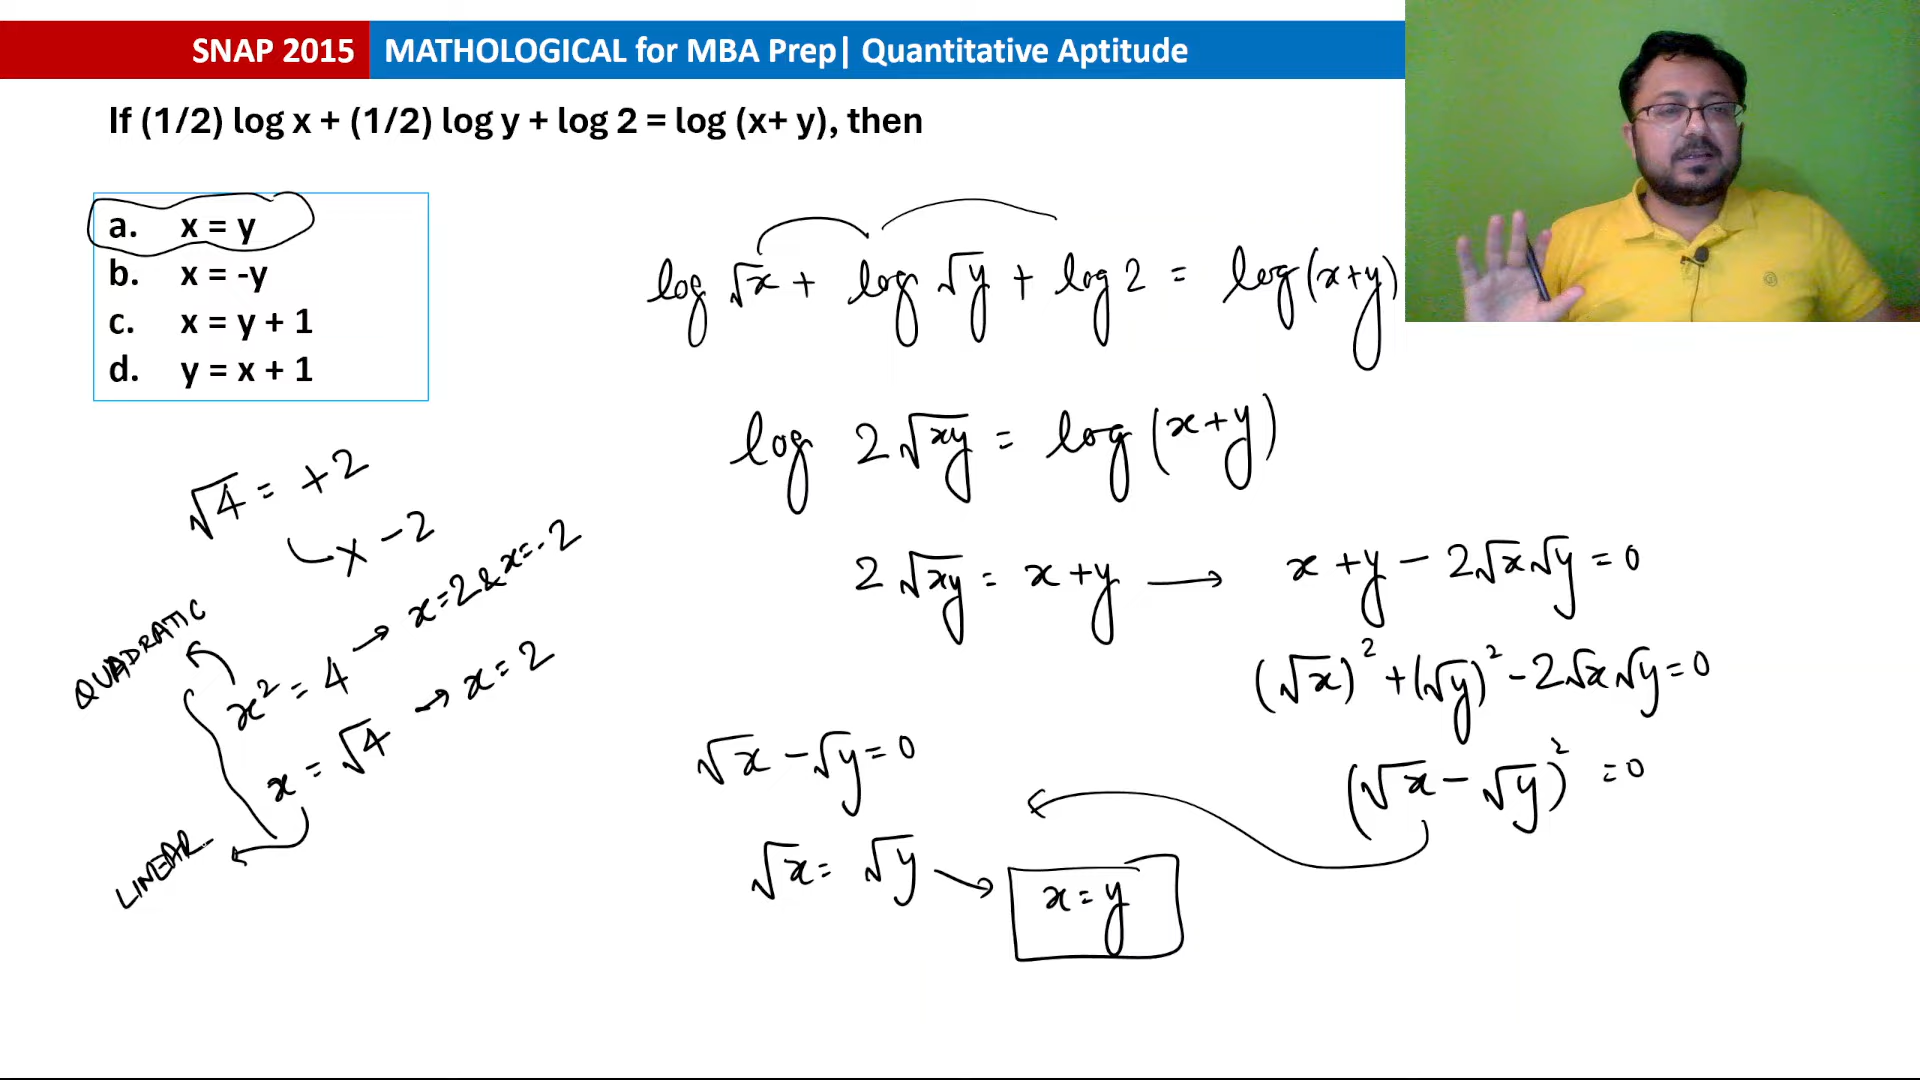 SNAP 2015 MATHOLOGICAL for MBA Prep| Quantitative Aptitude
If (1/2) log x + (1/2) log y + log 2 = log (x+ y), then
a. x = y
b. x = -y
c. x = y + 1
d. y = x + 1
log √x + log √y + log 2 = log (x+y)
log 2√xy = log (x+y)
2√xy = x+y → x+y - 2√x√y = 0
(√x)² + (√y)² - 2√x√y = 0
(√x - √y)² = 0
√x - √y = 0
√x = √y → x = y
√4 = +2
x -2
QUADRATIC
x² = 4 → x=2 & x=-2
x = √4 → x = 2
LINEAR